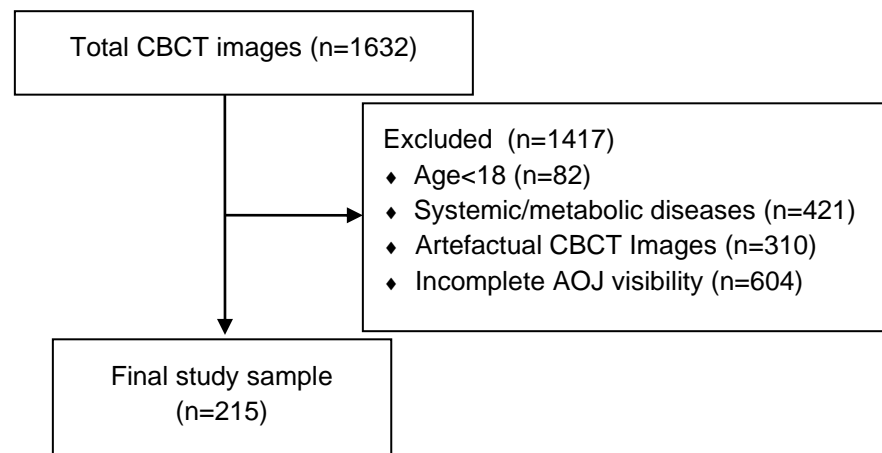 Total CBCT images (n=1632)
Excluded (n=1417)
♦ Age<18 (n=82)
♦ Systemic/metabolic diseases (n=421)
♦ Artefactual CBCT Images (n=310)
♦ Incomplete AOJ visibility (n=604)
Final study sample
(n=215)